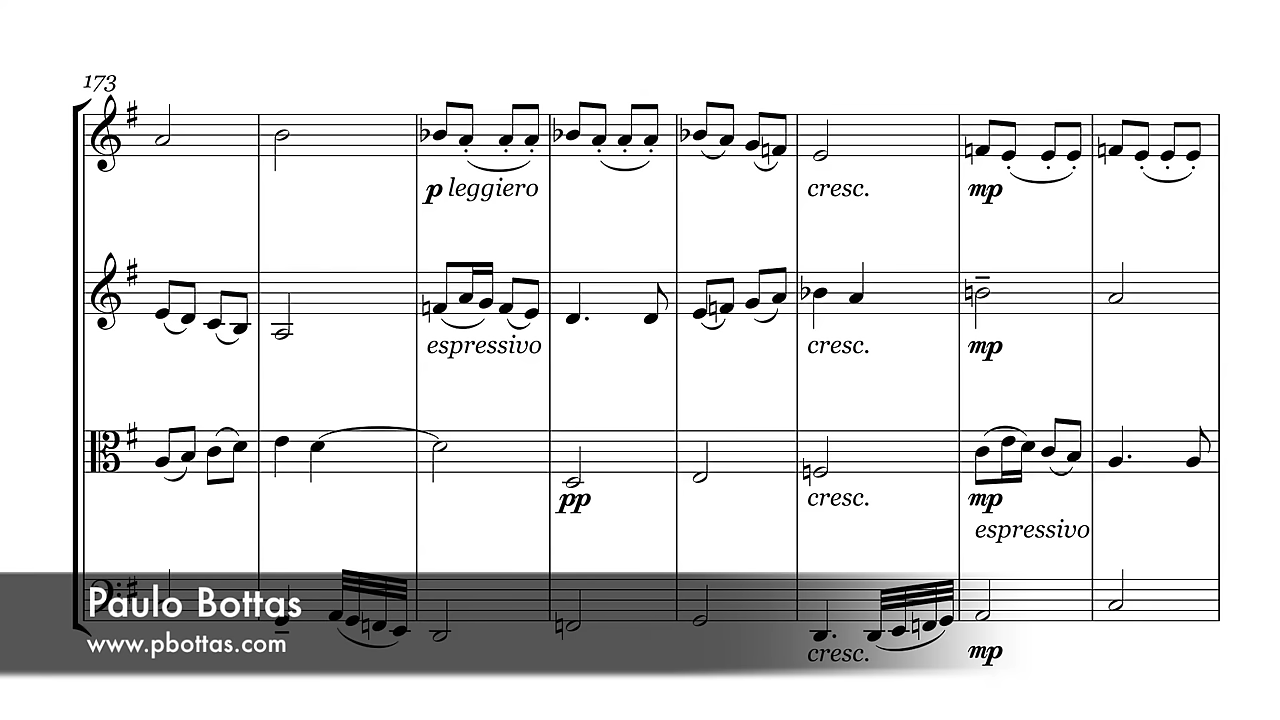 173
p leggiero cresc. mp
espressivo cresc. mp
pp cresc. mp
espressivo
Paulo Bottas
www.pbottas.com
cresc. mp